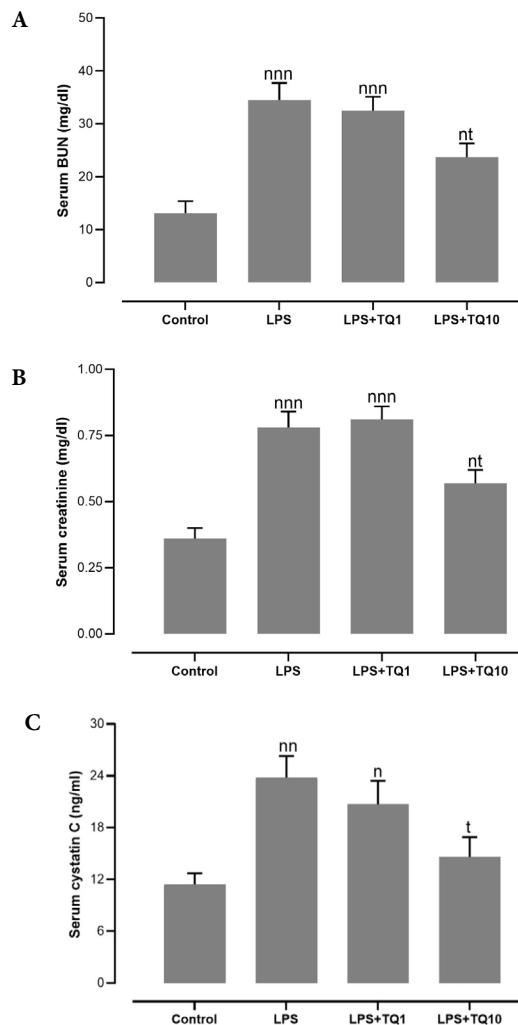 A
Serum BUN (mg/dl)
50
40
30
20
10
0
nnn
nnn
nt
Control
LPS
LPS+TQ1
LPS+TQ10
B
Serum creatinine (mg/dl)
1.00
0.75
0.50
0.25
0.00
nnn
nnn
nt
Control
LPS
LPS+TQ1
LPS+TQ10
C
Serum cystatin C (ng/ml)
30
24
18
12
6
0
nn
n
t
Control
LPS
LPS+TQ1
LPS+TQ10